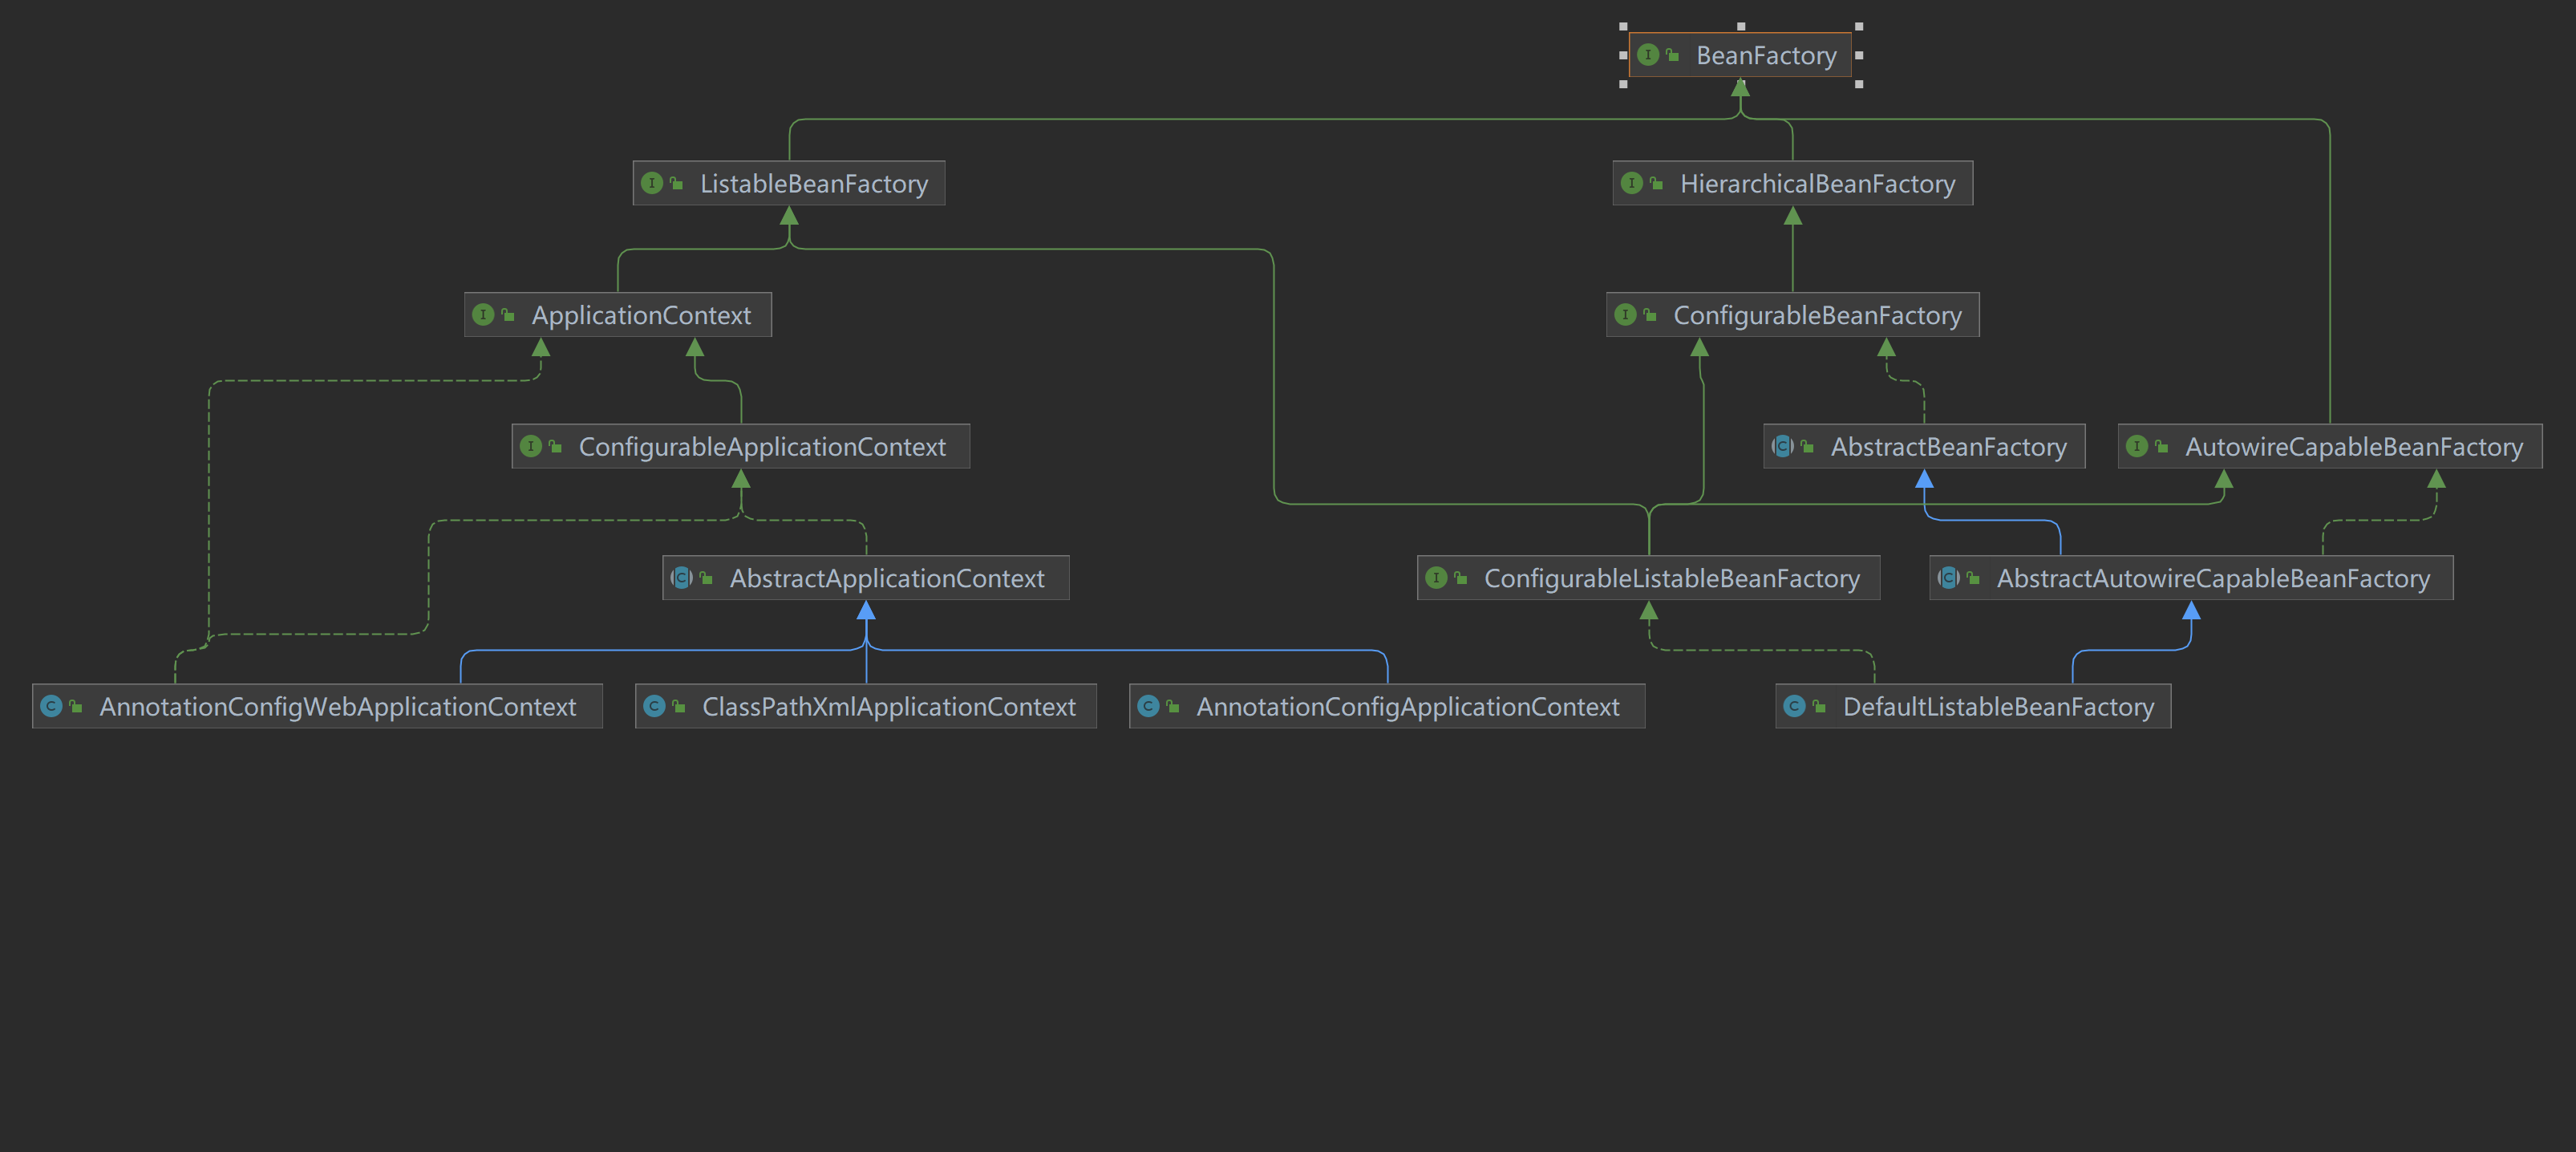 BeanFactory
ListableBeanFactory
HierarchicalBeanFactory
ApplicationContext
ConfigurableBeanFactory
ConfigurableApplicationContext
AbstractBeanFactory
AutowireCapableBeanFactory
AbstractApplicationContext
ConfigurableListableBeanFactory
AbstractAutowireCapableBeanFactory
AnnotationConfigWebApplicationContext
ClassPathXmlApplicationContext
AnnotationConfigApplicationContext
DefaultListableBeanFactory